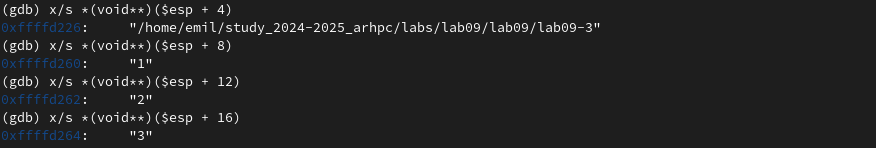 (gdb) x/s *(void**)($esp + 4)
0xffffd226:     "/home/emil/study_2024-2025_arhpc/labs/lab09/lab09/lab09-3"
(gdb) x/s *(void**)($esp + 8)
0xffffd260:     "1"
(gdb) x/s *(void**)($esp + 12)
0xffffd262:     "2"
(gdb) x/s *(void**)($esp + 16)
0xffffd264:     "3"